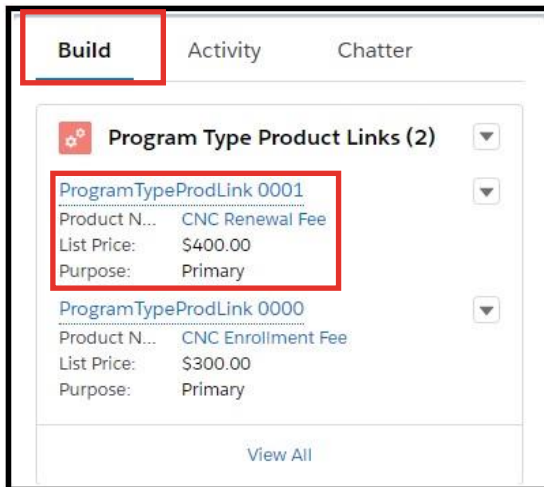 Build Activity Chatter
Program Type Product Links (2)
ProgramTypeProdLink 0001
Product N... CNC Renewal Fee
List Price: $400.00
Purpose: Primary
ProgramTypeProdLink 0000
Product N... CNC Enrollment Fee
List Price: $300.00
Purpose: Primary
View All